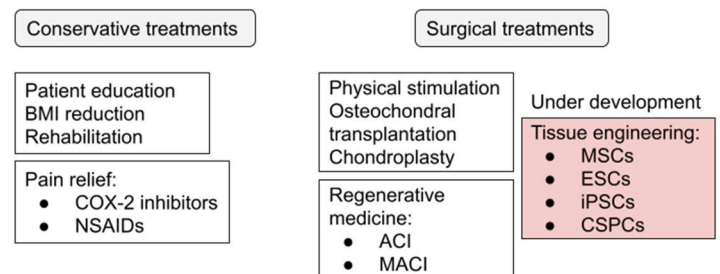 Conservative treatments
Surgical treatments
Patient education
BMI reduction
Rehabilitation
Pain relief:
● COX-2 inhibitors
● NSAIDs
Physical stimulation
Osteochondral
transplantation
Chondroplasty
Regenerative
medicine:
● ACI
● MACI
Under development
Tissue engineering:
● MSCs
● ESCs
● iPSCs
● CSPCs